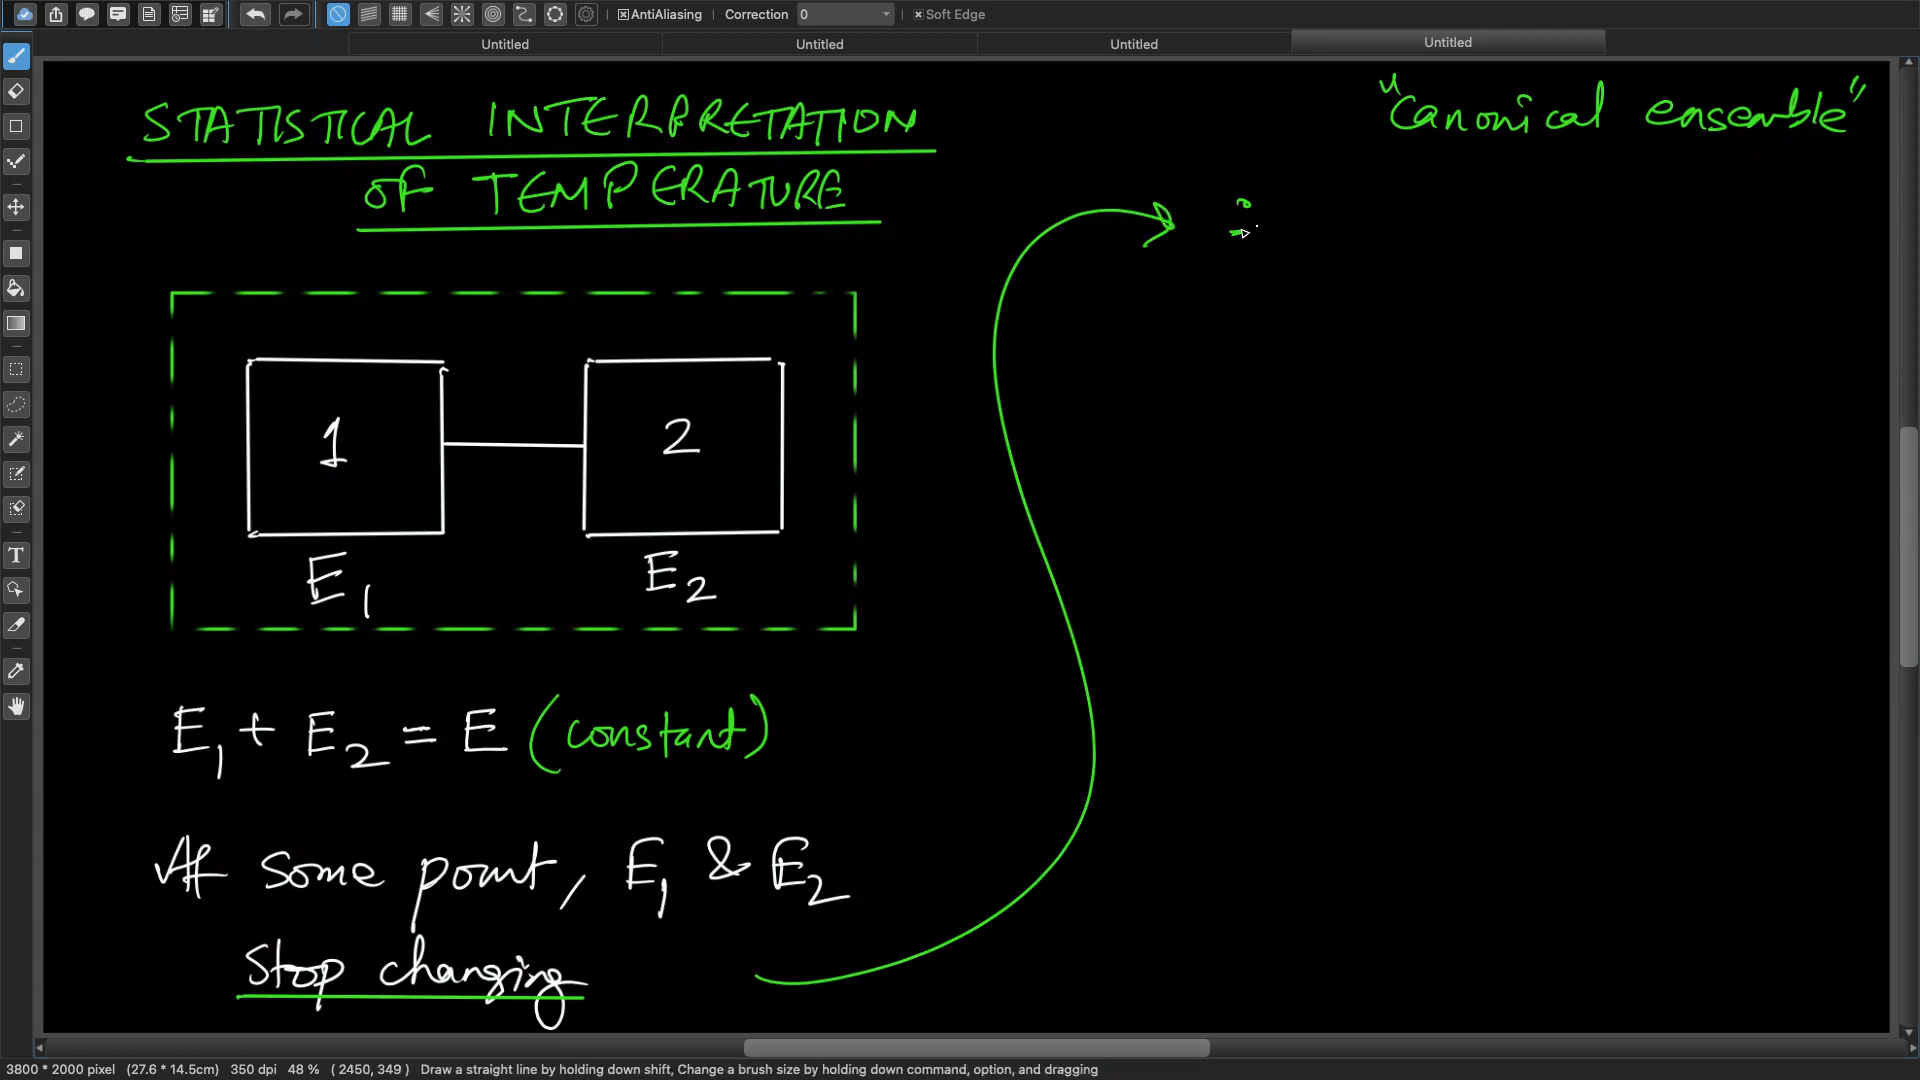 AntiAliasing
Correction 0
Soft Edge
Untitled
Untitled
Untitled
Untitled
STATISTICAL INTERPRETATION
OF TEMPERATURE
1
2
E₁
E₂
E₁ + E₂ = E (constant)
At some point, E₁ & E₂
stop changing
"Canonical ensemble"
T
3800 * 2000 pixel (27.6 * 14.5cm) 350 dpi 48 % ( 2450, 349 ) Draw a straight line by holding down shift, Change a brush size by holding down command, option, and dragging